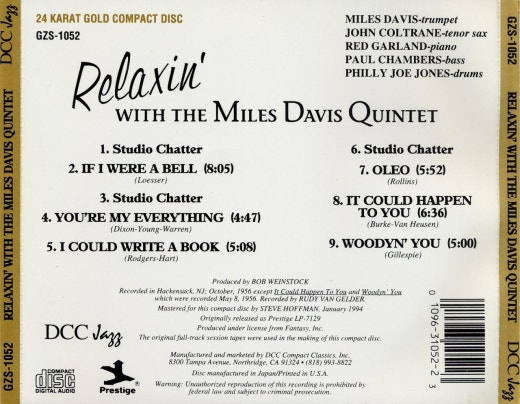 24 KARAT GOLD COMPACT DISC
GZS-1052
MILES DAVIS-trumpet
JOHN COLTRANE-tenor sax
RED GARLAND-piano
PAUL CHAMBERS-bass
PHILLY JOE JONES-drums
Relaxin'
WITH THE MILES DAVIS QUINTET
1. Studio Chatter
2. IF I WERE A BELL (8:05)
(Loesser)
3. Studio Chatter
4. YOU'RE MY EVERYTHING (4:47)
(Dixon-Young-Warren)
5. I COULD WRITE A BOOK (5:08)
(Rodgers-Hart)
6. Studio Chatter
7. OLEO (5:52)
(Rollins)
8. IT COULD HAPPEN
TO YOU (6:36)
(Burke-Van Heusen)
9. WOODYN' YOU (5:00)
(Gillespie)
Produced by BOB WEINSTOCK
Recorded in Hackensack, NJ; October, 1956 except It Could Happen To You and Woodyn' You
which were recorded May 8, 1956. Recorded by RUDY VAN GELDER.
Mastered for this compact disc by STEVE HOFFMAN, January 1994
Originally released as Prestige LP-7129
Produced under license from Fantasy, Inc.
The original full-track session tapes were used in the making of this compact disc.
Manufactured and marketed by DCC Compact Classics, Inc.
8300 Tampa Avenue, Northridge, CA 91324 / (818) 993-8822
Disc manufactured in Japan/Printed in U.S.A.
Warning: Unauthorized reproduction of this recording is prohibited by
federal law and subject to criminal prosecution.
DCC Jazz
COMPACT
disc
DIGITAL AUDIO
Prestige
0 10963-1052-2 3
DCC Jazz
RELAXIN' WITH THE MILES DAVIS QUINTET
GZS-1052
GZS-1052
RELAXIN' WITH THE MILES DAVIS QUINTET
DCC Jazz